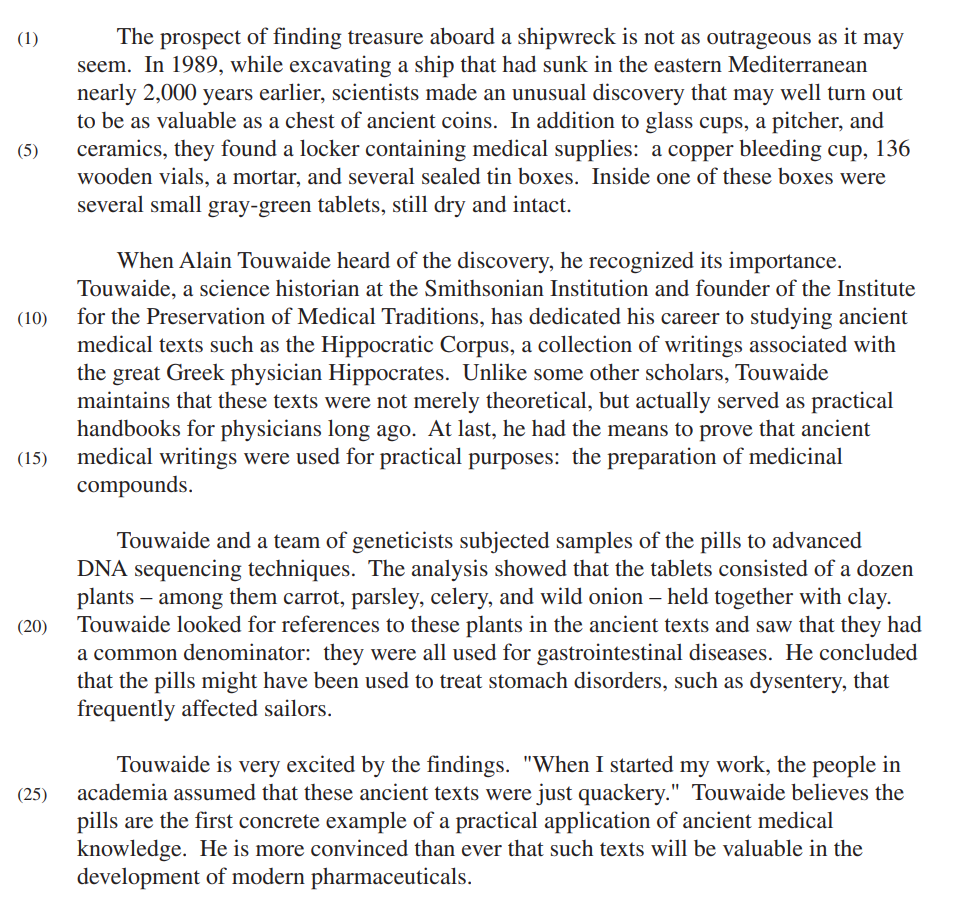 (1) The prospect of finding treasure aboard a shipwreck is not as outrageous as it may
seem. In 1989, while excavating a ship that had sunk in the eastern Mediterranean
nearly 2,000 years earlier, scientists made an unusual discovery that may well turn out
to be as valuable as a chest of ancient coins. In addition to glass cups, a pitcher, and
(5) ceramics, they found a locker containing medical supplies: a copper bleeding cup, 136
wooden vials, a mortar, and several sealed tin boxes. Inside one of these boxes were
several small gray-green tablets, still dry and intact.
When Alain Touwaide heard of the discovery, he recognized its importance.
Touwaide, a science historian at the Smithsonian Institution and founder of the Institute
(10) for the Preservation of Medical Traditions, has dedicated his career to studying ancient
medical texts such as the Hippocratic Corpus, a collection of writings associated with
the great Greek physician Hippocrates. Unlike some other scholars, Touwaide
maintains that these texts were not merely theoretical, but actually served as practical
handbooks for physicians long ago. At last, he had the means to prove that ancient
(15) medical writings were used for practical purposes: the preparation of medicinal
compounds.
Touwaide and a team of geneticists subjected samples of the pills to advanced
DNA sequencing techniques. The analysis showed that the tablets consisted of a dozen
plants – among them carrot, parsley, celery, and wild onion – held together with clay.
(20) Touwaide looked for references to these plants in the ancient texts and saw that they had
a common denominator: they were all used for gastrointestinal diseases. He concluded
that the pills might have been used to treat stomach disorders, such as dysentery, that
frequently affected sailors.
Touwaide is very excited by the findings. "When I started my work, the people in
(25) academia assumed that these ancient texts were just quackery." Touwaide believes the
pills are the first concrete example of a practical application of ancient medical
knowledge. He is more convinced than ever that such texts will be valuable in the
development of modern pharmaceuticals.